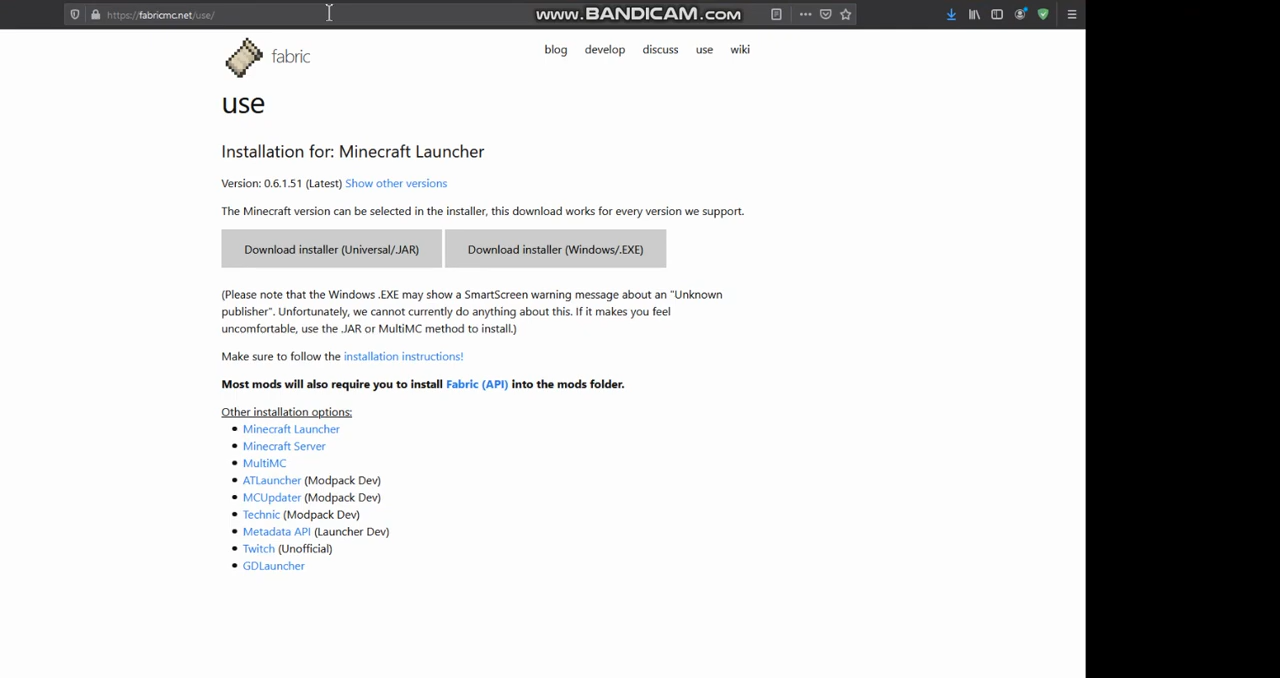 https://fabricmc.net/use/
www.BANDICAM.com
fabric
blog
develop
discuss
use
wiki
use
Installation for: Minecraft Launcher
Version: 0.6.1.51 (Latest) Show other versions
The Minecraft version can be selected in the installer, this download works for every version we support.
Download installer (Universal/.JAR)
Download installer (Windows/.EXE)
(Please note that the Windows .EXE may show a SmartScreen warning message about an "Unknown
publisher". Unfortunately, we cannot currently do anything about this. If it makes you feel
uncomfortable, use the .JAR or MultiMC method to install.)
Make sure to follow the installation instructions!
Most mods will also require you to install Fabric (API) into the mods folder.
Other installation options:
Minecraft Launcher
Minecraft Server
MultiMC
ATLauncher (Modpack Dev)
MCUpdater (Modpack Dev)
Technic (Modpack Dev)
Metadata API (Launcher Dev)
Twitch (Unofficial)
GDLauncher